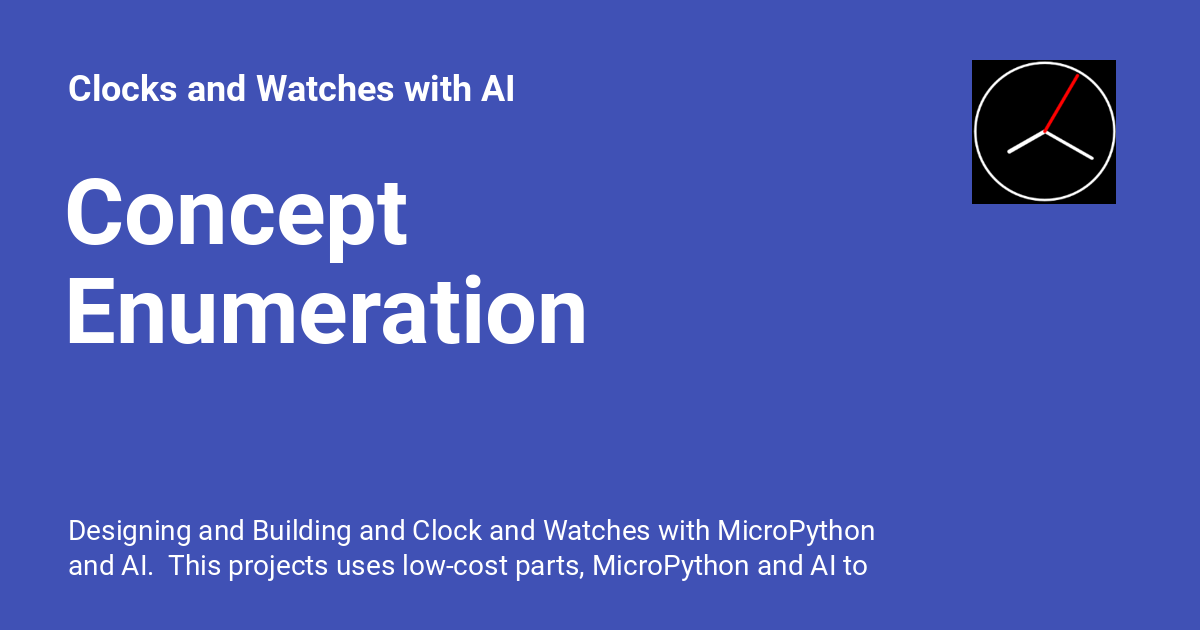 Clocks and Watches with AI
Concept
Enumeration
Designing and Building and Clock and Watches with MicroPython
and AI.  This projects uses low-cost parts, MicroPython and AI to